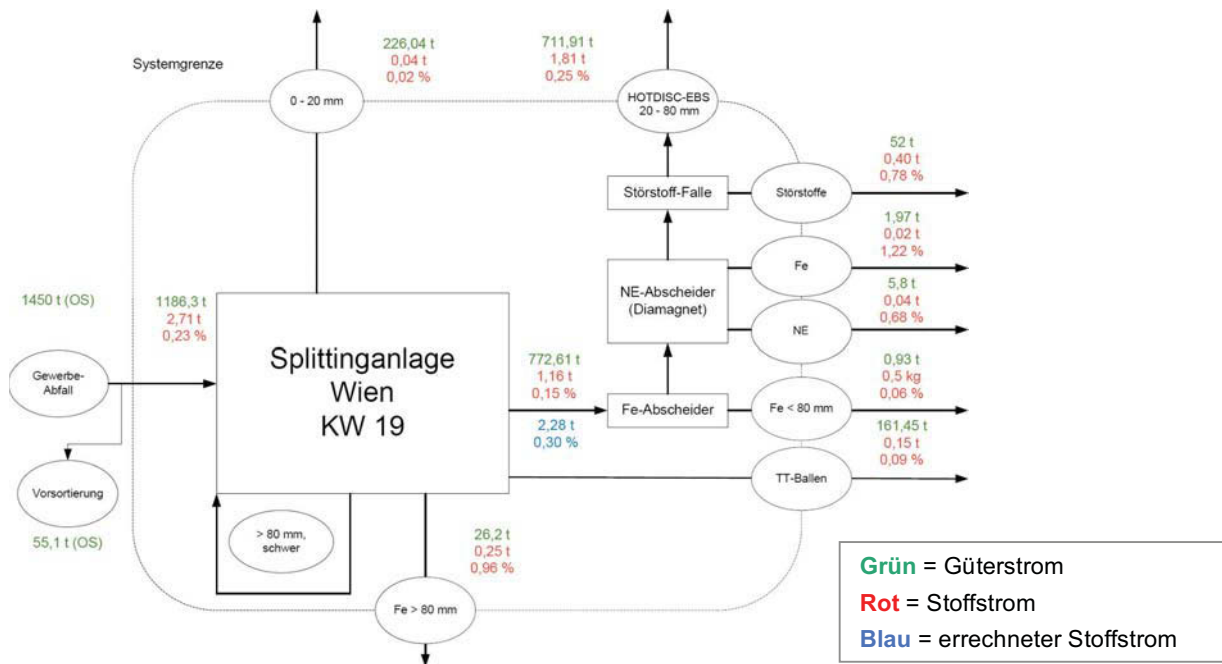 Systemgrenze
226,04 t
0,04 t
0,02 %
711,91 t
1,81 t
0,25 %
0 - 20 mm
HOTDISC-EBS
20 - 80 mm
52 t
0,40 t
0,78 %
Störstoff-Falle
Störstoffe
1,97 t
0,02 t
1,22 %
Fe
NE-Abscheider
(Diamagnet)
5,8 t
0,04 t
0,68 %
NE
1450 t (OS)
1186,3 t
2,71 t
0,23 %
Splittinganlage
Wien
KW 19
772,61 t
1,16 t
0,15 %
2,28 t
0,30 %
Gewerbe-
Abfall
Fe-Abscheider
Fe < 80 mm
0,93 t
0,5 kg
0,06 %
161,45 t
0,15 t
0,09 %
TT-Ballen
Vorsortierung
55,1 t (OS)
> 80 mm,
schwer
26,2 t
0,25 t
0,96 %
Fe > 80 mm
Grün = Güterstrom
Rot = Stoffstrom
Blau = errechneter Stoffstrom